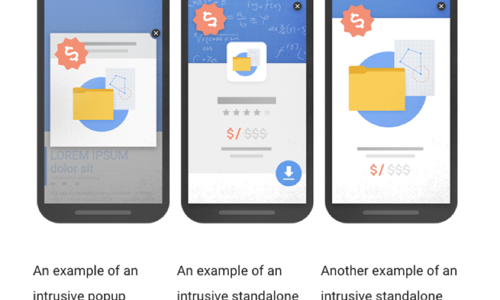 LOREM IPSUM
dolor sit
$/ $$$
$/ $$$
An example of an
intrusive popup
An example of an
intrusive standalone
Another example of an
intrusive standalone